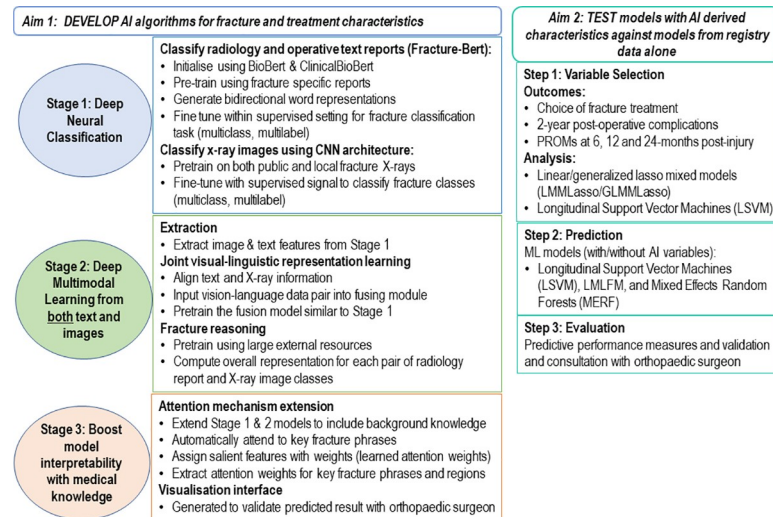 Aim 1: DEVELOP AI algorithms for fracture and treatment characteristics
Stage 1: Deep
Neural
Classification
Classify radiology and operative text reports (Fracture-Bert):
• Initialise using BioBert & ClinicalBioBert
• Pre-train using fracture specific reports
• Generate bidirectional word representations
• Fine tune within supervised setting for fracture classification
task (multiclass, multilabel)
Classify x-ray images using CNN architecture:
• Pretrain on both public and local fracture X-rays
• Fine-tune with supervised signal to classify fracture classes
(multiclass, multilabel)
Stage 2: Deep
Multimodal
Learning from
both text and
images
Extraction
• Extract image & text features from Stage 1
Joint visual-linguistic representation learning
• Align text and X-ray information
• Input vision-language data pair into fusing module
• Pretrain the fusion model similar to Stage 1
Fracture reasoning
• Pretrain using large external resources
• Compute overall representation for each pair of radiology
report and X-ray image classes
Stage 3: Boost
model
interpretability
with medical
knowledge
Attention mechanism extension
• Extend Stage 1 & 2 models to include background knowledge
• Automatically attend to key fracture phrases
• Assign salient features with weights (learned attention weights)
• Extract attention weights for key fracture phrases and regions
Visualisation interface
• Generated to validate predicted result with orthopaedic surgeon
Aim 2: TEST models with AI derived
characteristics against models from registry
data alone
Step 1: Variable Selection
Outcomes:
• Choice of fracture treatment
• 2-year post-operative complications
• PROMs at 6, 12 and 24-months post-injury
Analysis:
• Linear/generalized lasso mixed models
(LMMLasso/GLMMLasso)
• Longitudinal Support Vector Machines (LSVM)
Step 2: Prediction
ML models (with/without AI variables):
• Longitudinal Support Vector Machines
(LSVM), LMLFM, and Mixed Effects Random
Forests (MERF)
Step 3: Evaluation
Predictive performance measures and validation
and consultation with orthopaedic surgeon